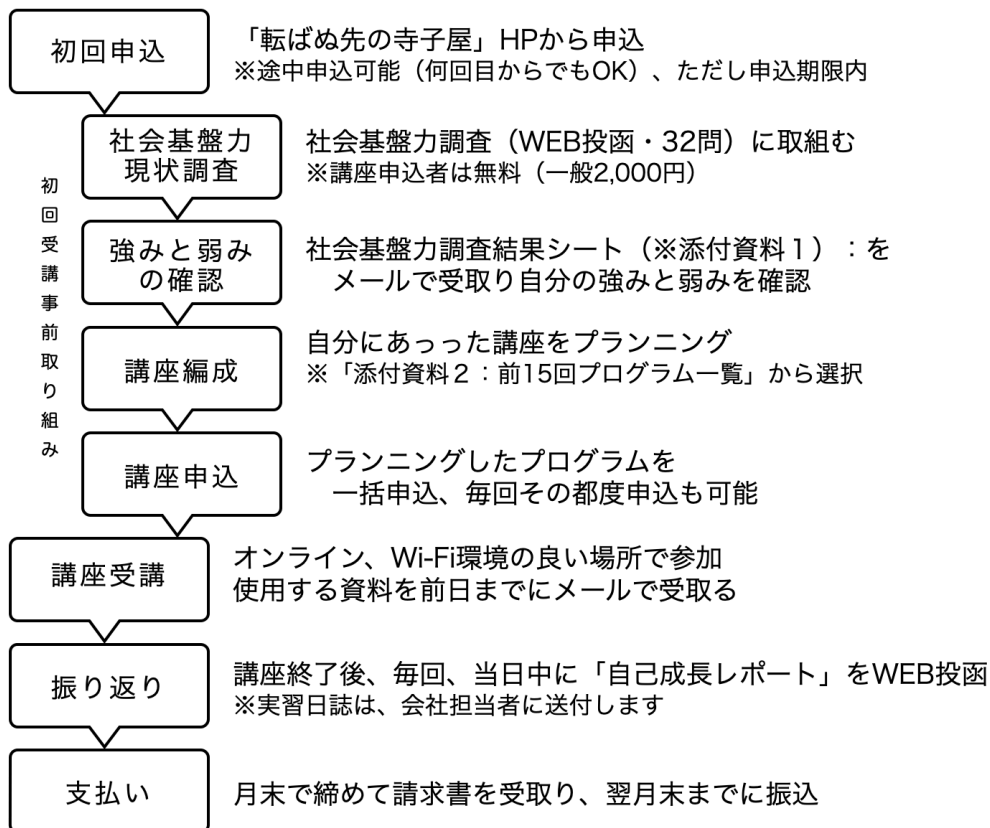 初回申込
「転ばぬ先の寺子屋」HPから申込
※途中申込可能（何回目からでもOK）、ただし申込期限内
初回受講事前取り組み
社会基盤力
現状調査
社会基盤力調査（WEB投函・32問）に取組む
※講座申込者は無料（一般2,000円）
強みと弱み
の確認
社会基盤力調査結果シート（※添付資料１）：を
メールで受取り自分の強みと弱みを確認
講座編成
自分にあっった講座をプランニング
※「添付資料２：前15回プログラム一覧」から選択
講座申込
プランニングしたプログラムを
一括申込、毎回その都度申込も可能
講座受講
オンライン、Wi-Fi環境の良い場所で参加
使用する資料を前日までにメールで受取る
振り返り
講座終了後、毎回、当日中に「自己成長レポート」をWEB投函
※実習日誌は、会社担当者に送付します
支払い
月末で締めて請求書を受取り、翌月末までに振込